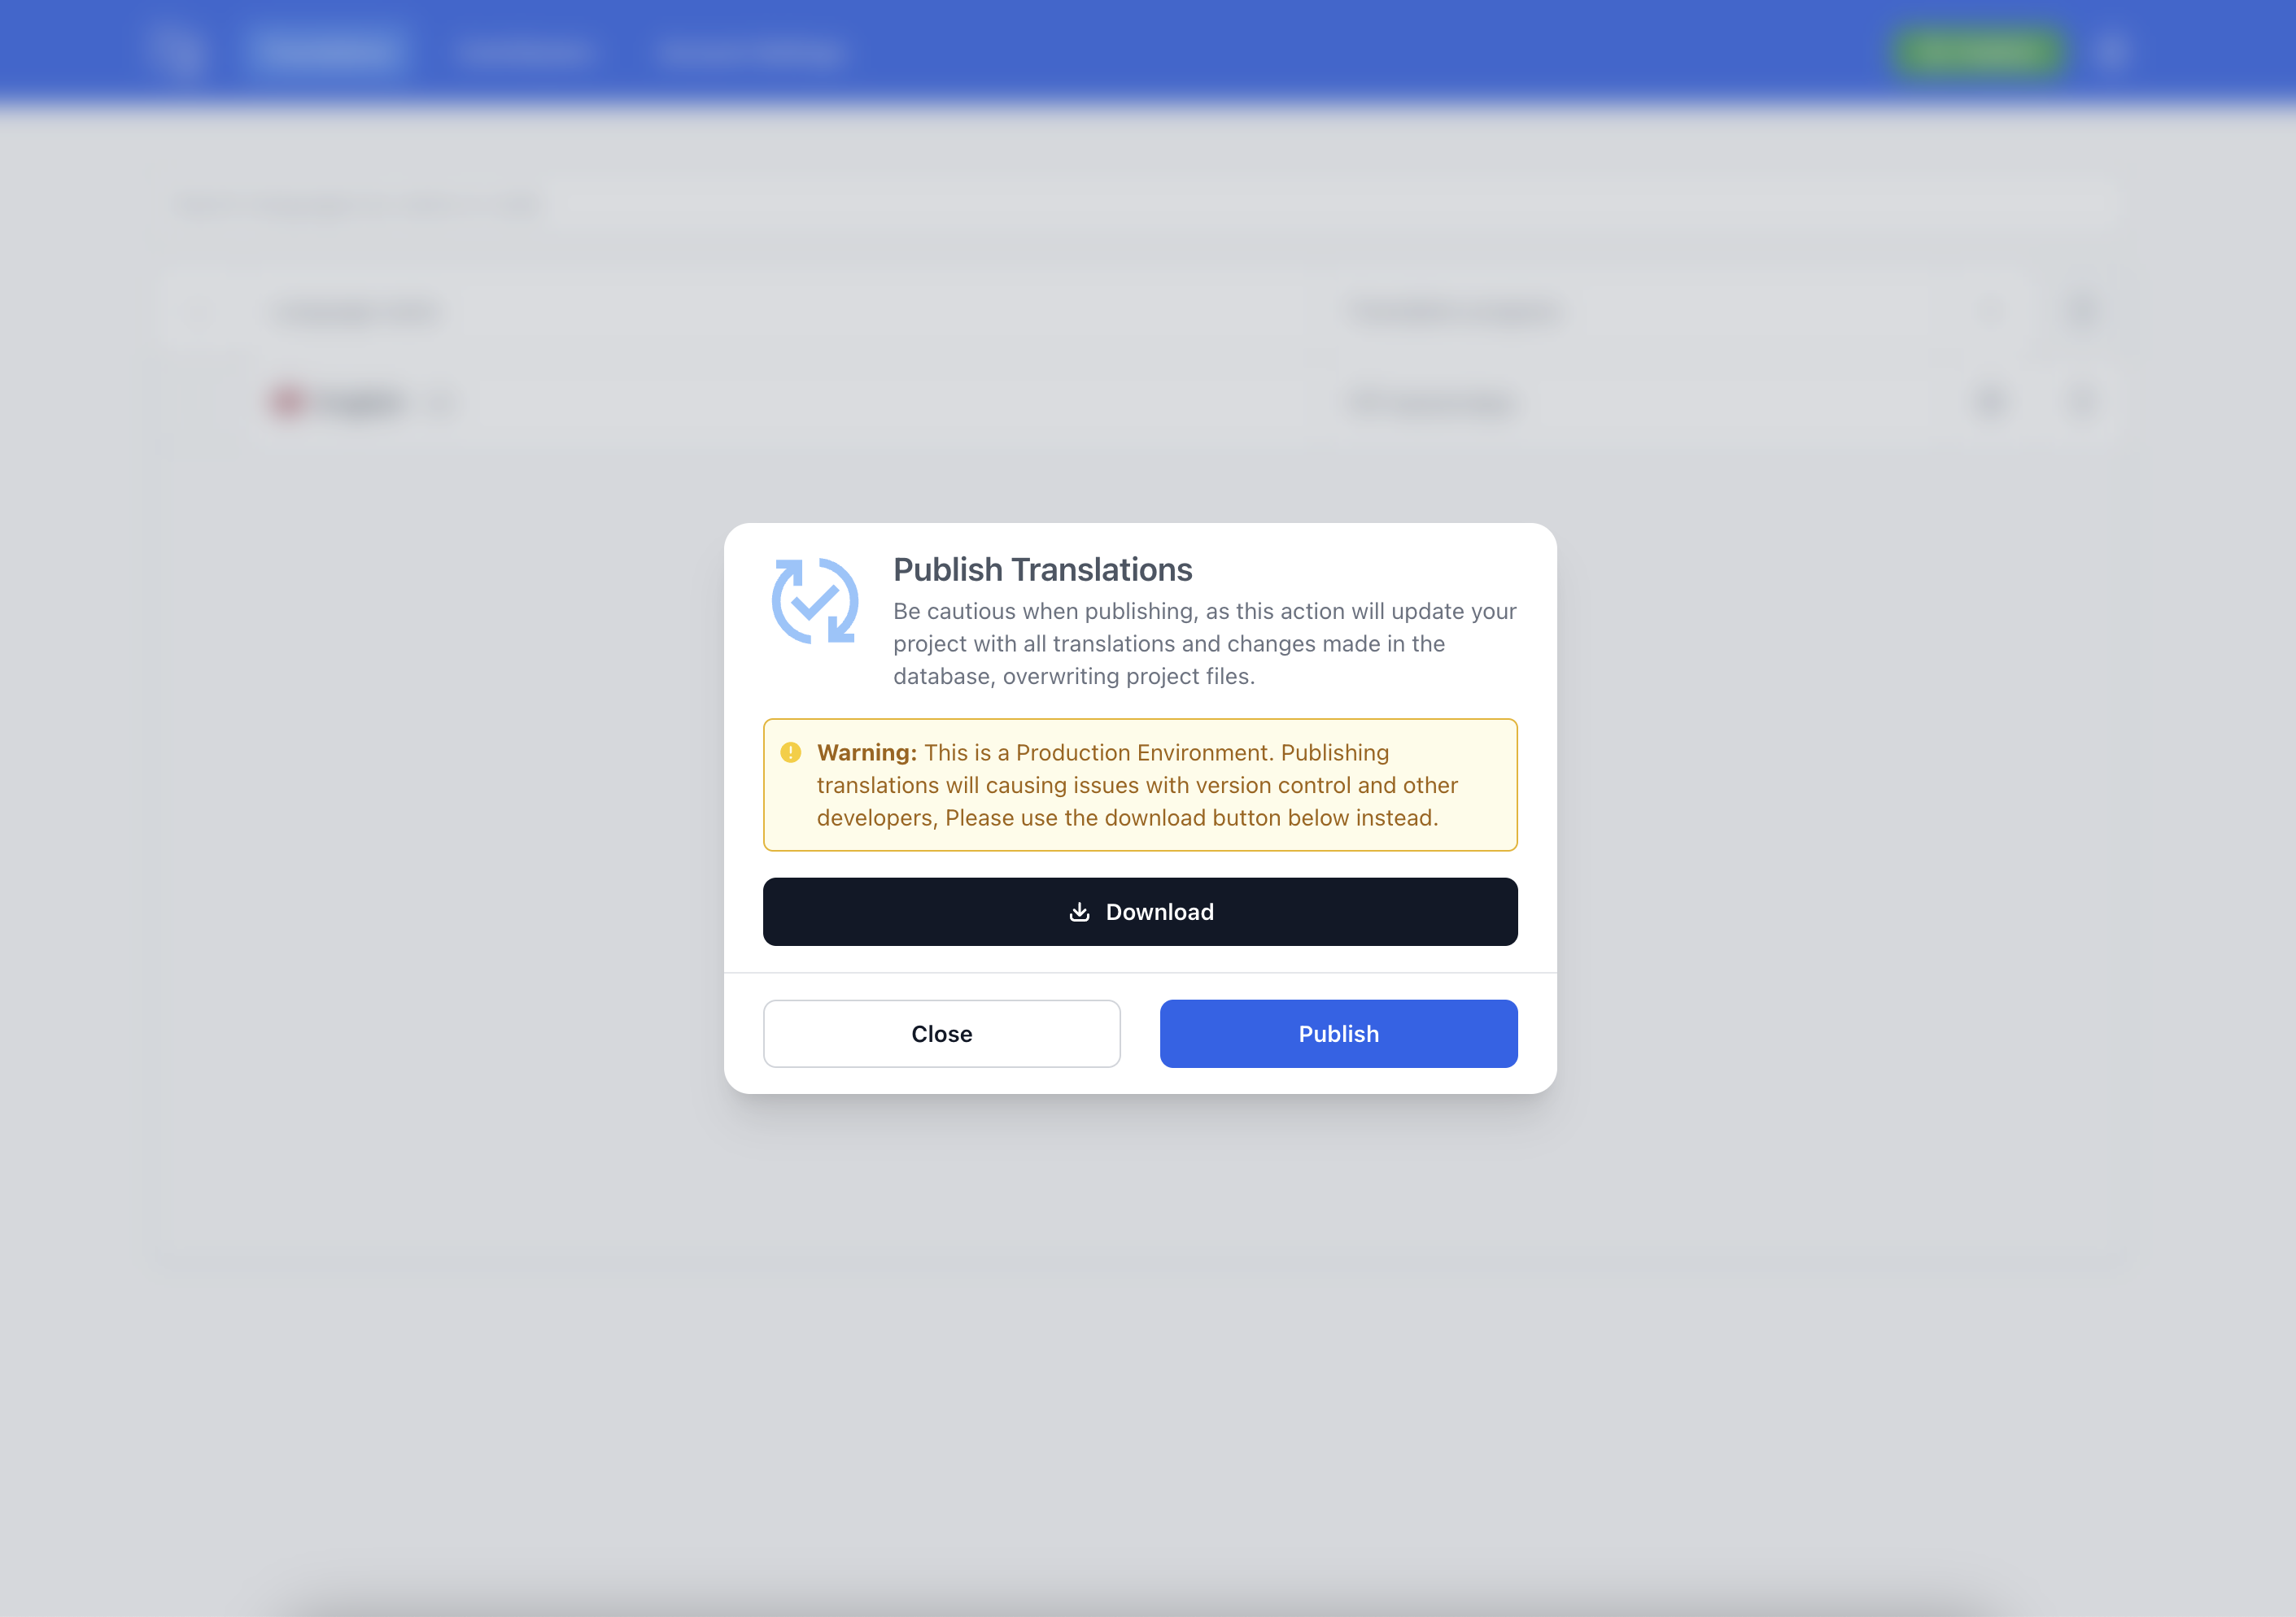 Publish Translations
Be cautious when publishing, as this action will update your
project with all translations and changes made in the
database, overwriting project files.
Warning: This is a Production Environment. Publishing
translations will causing issues with version control and other
developers, Please use the download button below instead.
Download
Close
Publish